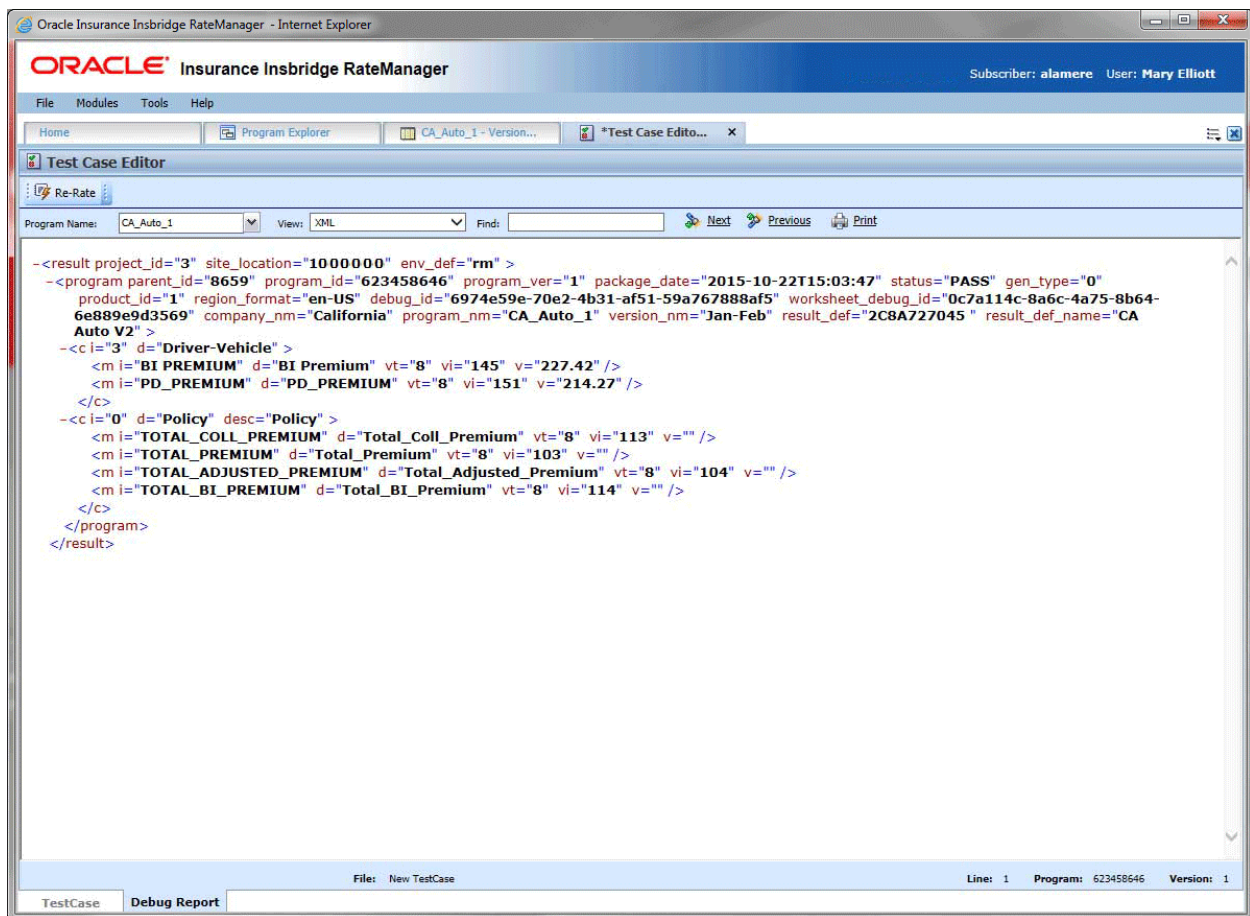 Oracle Insurance Insbridge RateManager - Internet Explorer
ORACLE Insurance Insbridge RateManager
Subscriber: alamere User: Mary Elliott
File Modules Tools Help
Home Program Explorer CA_Auto_1 - Version... *Test Case Edito... x
Test Case Editor
Re-Rate
Program Name: CA_Auto_1 View: XML Find: Next Previous Print
-<result project_id="3" site_location="1000000" env_def="rm" >
-<program parent_id="8659" program_id="623458646" program_ver="1" package_date="2015-10-22T15:03:47" status="PASS" gen_type="0"
product_id="1" region_format="en-US" debug_id="6974e59e-70e2-4b31-af51-59a767888af5" worksheet_debug_id="0c7a114c-8a6c-4a75-8b64-
6e889e9d3569" company_nm="California" program_nm="CA_Auto_1" version_nm="Jan-Feb" result_def="2C8A727045 " result_def_name="CA
Auto V2" >
-<c i="3" d="Driver-Vehicle" >
<m i="BI PREMIUM" d="BI Premium" vt="8" vi="145" v="227.42" />
<m i="PD_PREMIUM" d="PD_PREMIUM" vt="8" vi="151" v="214.27" />
</c>
-<c i="0" d="Policy" desc="Policy" >
<m i="TOTAL_COLL_PREMIUM" d="Total_Coll_Premium" vt="8" vi="113" v="" />
<m i="TOTAL_PREMIUM" d="Total_Premium" vt="8" vi="103" v="" />
<m i="TOTAL_ADJUSTED_PREMIUM" d="Total_Adjusted_Premium" vt="8" vi="104" v="" />
<m i="TOTAL_BI_PREMIUM" d="Total_BI_Premium" vt="8" vi="114" v="" />
</c>
</program>
</result>
File: New TestCase Line: 1 Program: 623458646 Version: 1
TestCase Debug Report